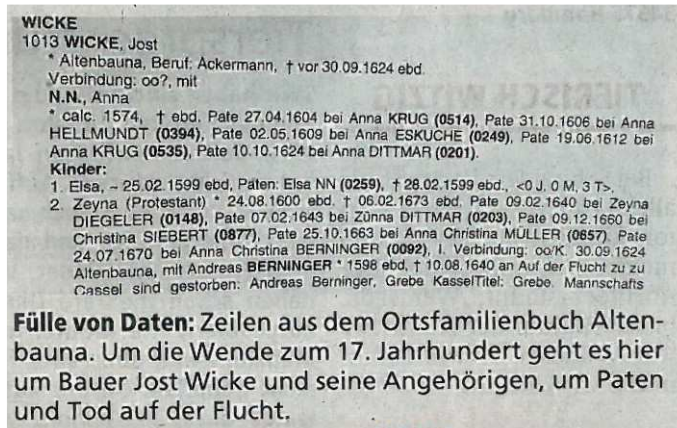 WICKE
1013 WICKE, Jost
* Altenbauna, Beruf: Ackermann, † vor 30.09.1624 ebd.
Verbindung: oo?, mit
N.N., Anna
* calc. 1574, † ebd. Pate 27.04.1604 bei Anna KRUG (0514), Pate 31.10.1606 bei Anna
HELLMUNDT (0394), Pate 02.05.1609 bei Anna ESKUCHE (0249), Pate 19.06.1612 bei
Anna KRUG (0535), Pate 10.10.1624 bei Anna DITTMAR (0201).
Kinder:
1. Elsa, ~ 25.02.1599 ebd, Paten: Elsa NN (0259), † 28.02.1599 ebd., <0 J. 0 M. 3 T>,
2. Zeyna (Protestant) * 24.08.1600 ebd. † 06.02.1673 ebd. Pate 09.02.1640 bei Zeyna
DIEGELER (0148), Pate 07.02.1643 bei Zünna DITTMAR (0203), Pate 09.12.1660 bei
Christina SIEBERT (0877), Pate 25.10.1663 bei Anna Christina MÜLLER (0657). Pate
24.07.1670 bei Anna Christina BERNINGER (0092), I. Verbindung: oo/K. 30.09.1624
Altenbauna, mit Andreas BERNINGER * 1598 ebd, † 10.08.1640 an Auf der Flucht zu zu
Cassel sind gestorben: Andreas Berninger, Grebe KasselTitel: Grebe. Mannschafts
Fülle von Daten: Zeilen aus dem Ortsfamilienbuch Alten-
bauna. Um die Wende zum 17. Jahrhundert geht es hier
um Bauer Jost Wicke und seine Angehörigen, um Paten
und Tod auf der Flucht.